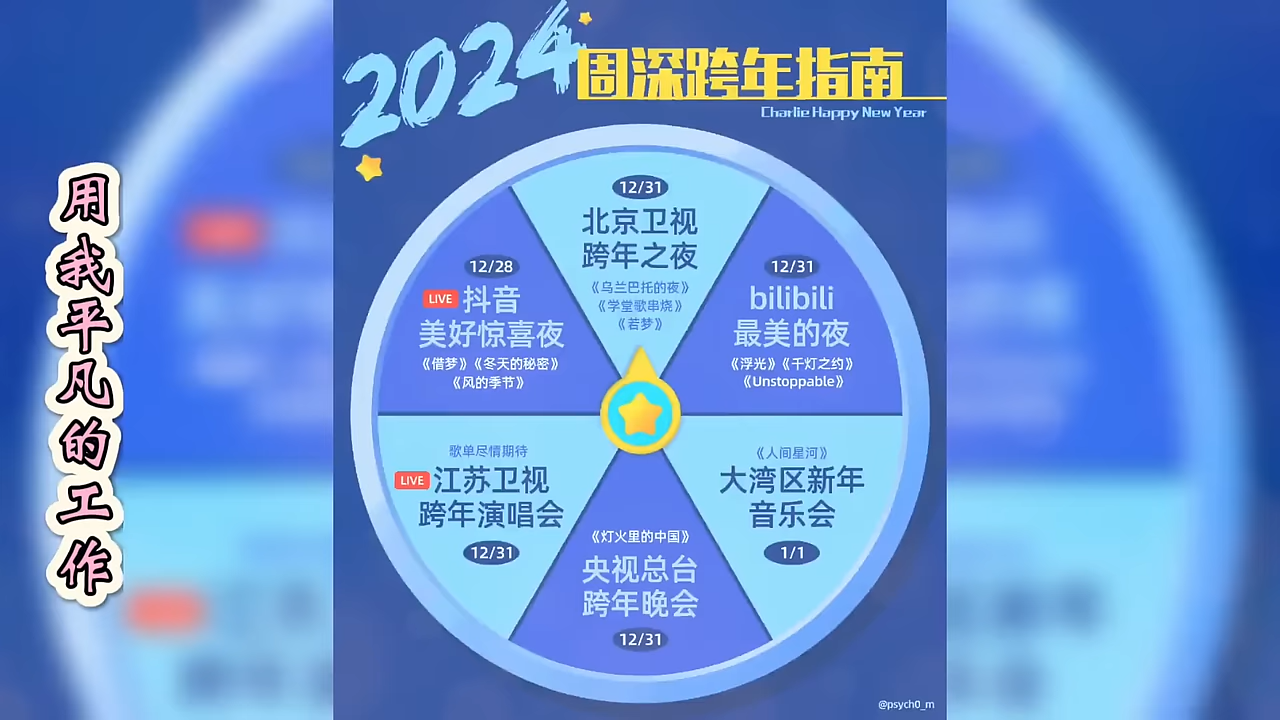 用我平凡的工作
2024
周深跨年指南
Charlie Happy New Year
12/31
北京卫视
跨年之夜
《乌兰巴托的夜》
《学堂歌串烧》
《若梦》
12/28
LIVE 抖音
美好惊喜夜
《借梦》《冬天的秘密》
《风的季节》
12/31
bilibili
最美的夜
《浮光》《千灯之约》
《Unstoppable》
歌单尽情期待
LIVE 江苏卫视
跨年演唱会
12/31
《人间星河》
大湾区新年
音乐会
1/1
《灯火里的中国》
央视总台
跨年晚会
12/31
@psych0_m